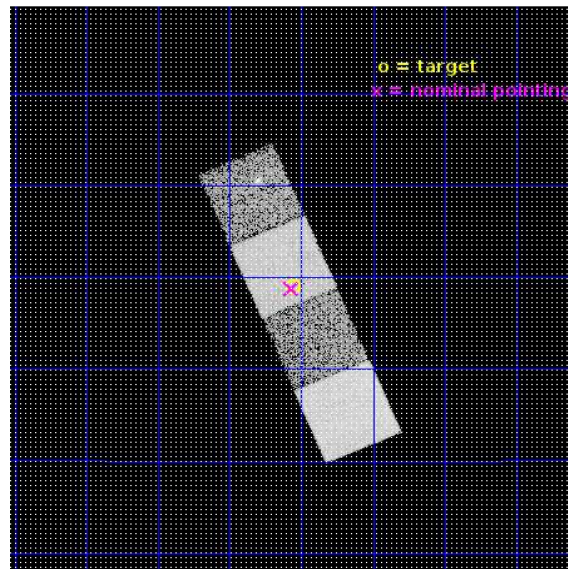 o = target
x = nominal pointing